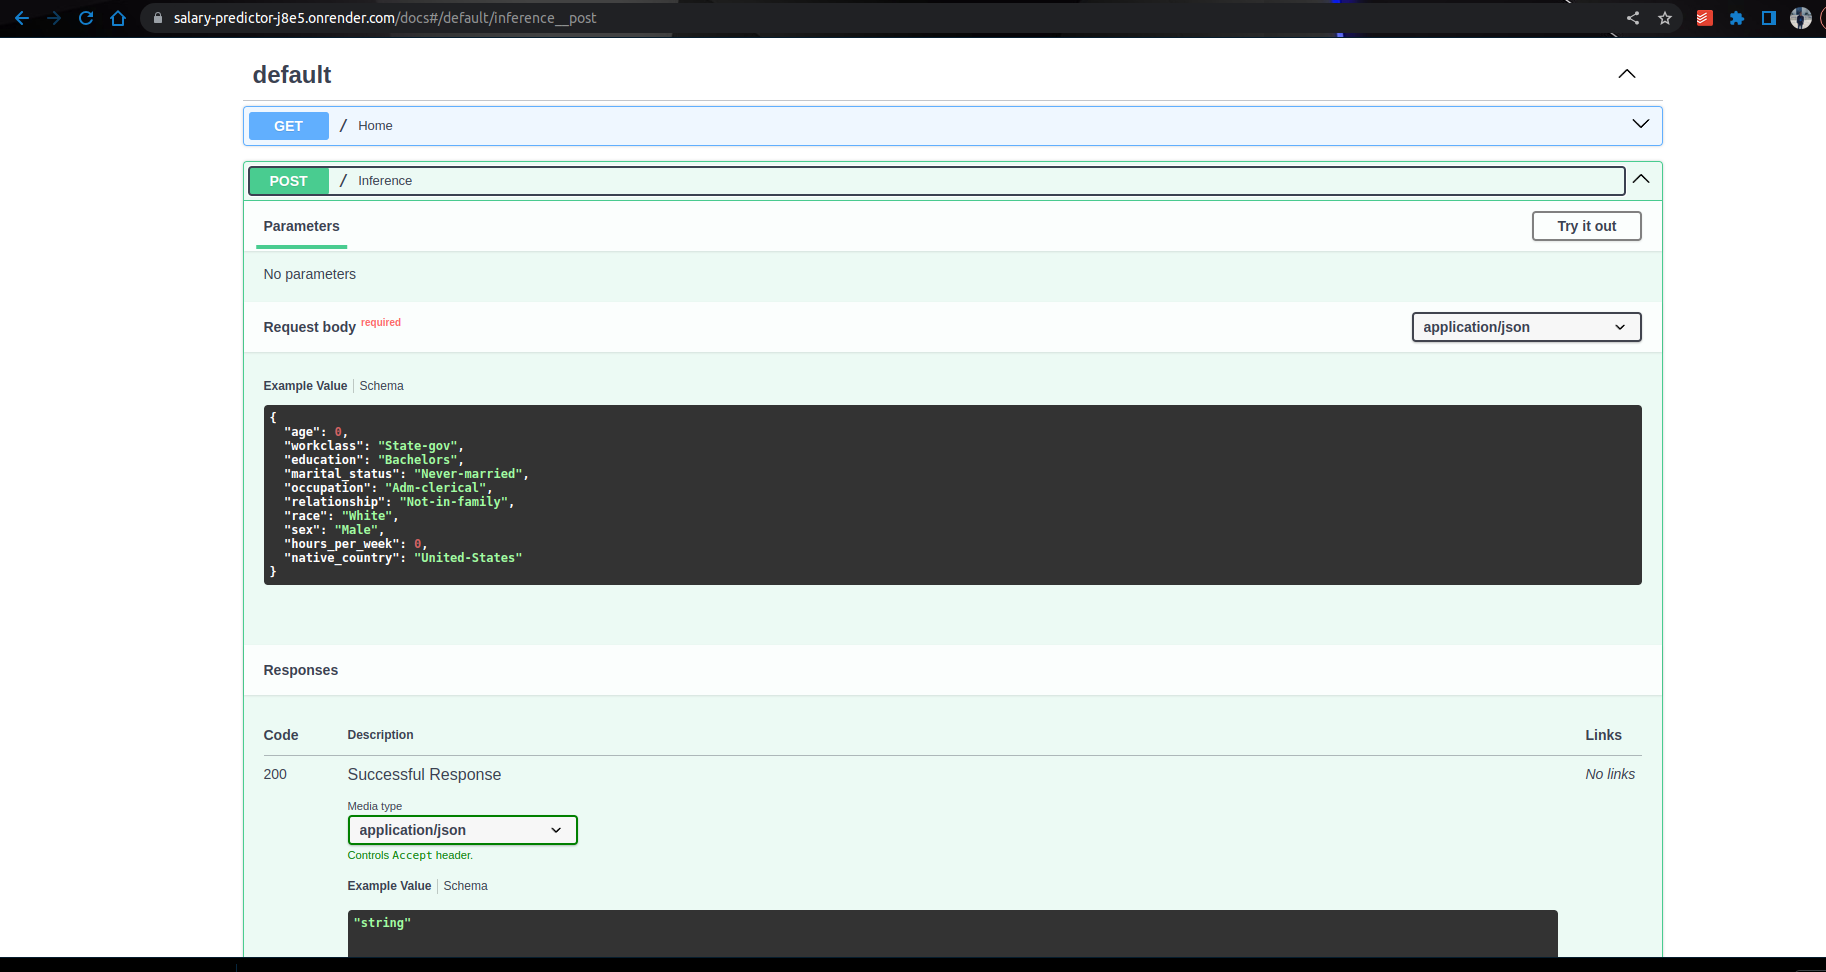 salary-predictor-j8e5.onrender.com/docs#/default/inference__post
default
GET / Home
POST / Inference
Parameters
Try it out
No parameters
Request body required
application/json
Example Value | Schema
{
"age": 0,
"workclass": "State-gov",
"education": "Bachelors",
"marital_status": "Never-married",
"occupation": "Adm-clerical",
"relationship": "Not-in-family",
"race": "White",
"sex": "Male",
"hours_per_week": 0,
"native_country": "United-States"
}
Responses
Code Description Links
200 Successful Response No links
Media type
application/json
Controls Accept header.
Example Value | Schema
"string"